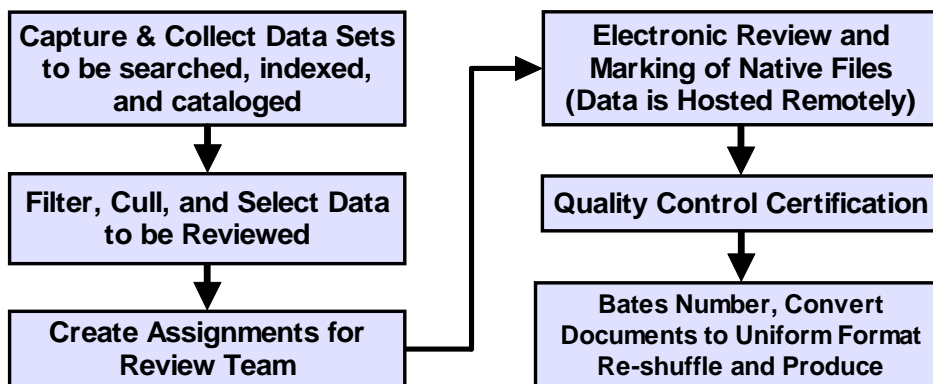 Capture & Collect Data Sets
to be searched, indexed,
and cataloged
Filter, Cull, and Select Data
to be Reviewed
Create Assignments for
Review Team
Electronic Review and
Marking of Native Files
(Data is Hosted Remotely)
Quality Control Certification
Bates Number, Convert
Documents to Uniform Format
Re-shuffle and Produce